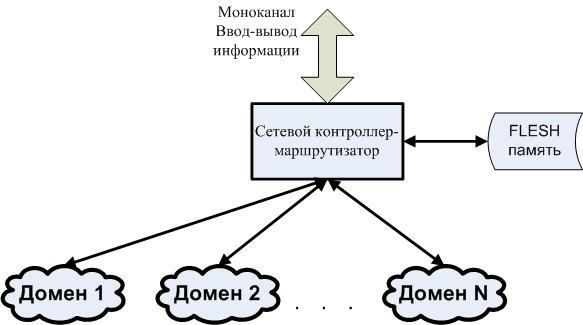 Моноканал
Ввод-вывод
информации
Сетевой контроллер-
маршрутизатор
FLESH
память
Домен 1
Домен 2
. . .
Домен N